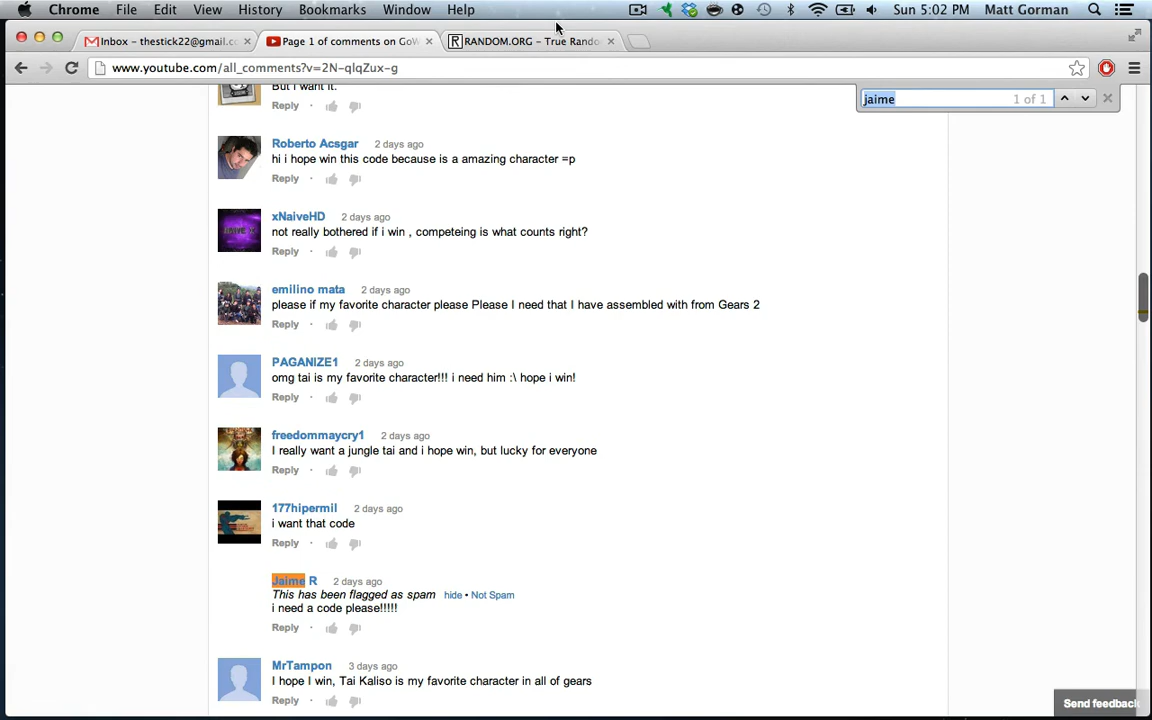 Chrome File Edit View History Bookmarks Window Help Sun 5:02 PM Matt Gorman
Inbox – thestick22@gmail.c
Page 1 of comments on GoW
RANDOM.ORG – True Rando
www.youtube.com/all_comments?v=2N-qlqZux-g
jaime 1 of 1
But i want it.
Reply
Roberto Acsgar 2 days ago
hi i hope win this code because is a amazing character =p
Reply
xNaiveHD 2 days ago
not really bothered if i win , competeing is what counts right?
Reply
emilino mata 2 days ago
please if my favorite character please Please I need that I have assembled with from Gears 2
Reply
PAGANIZE1 2 days ago
omg tai is my favorite character!!! i need him :\ hope i win!
Reply
freedommaycry1 2 days ago
I really want a jungle tai and i hope win, but lucky for everyone
Reply
177hipermil 2 days ago
i want that code
Reply
Jaime R 2 days ago
This has been flagged as spam hide • Not Spam
i need a code please!!!!!
Reply
MrTampon 3 days ago
I hope I win, Tai Kaliso is my favorite character in all of gears
Reply
Send feedback